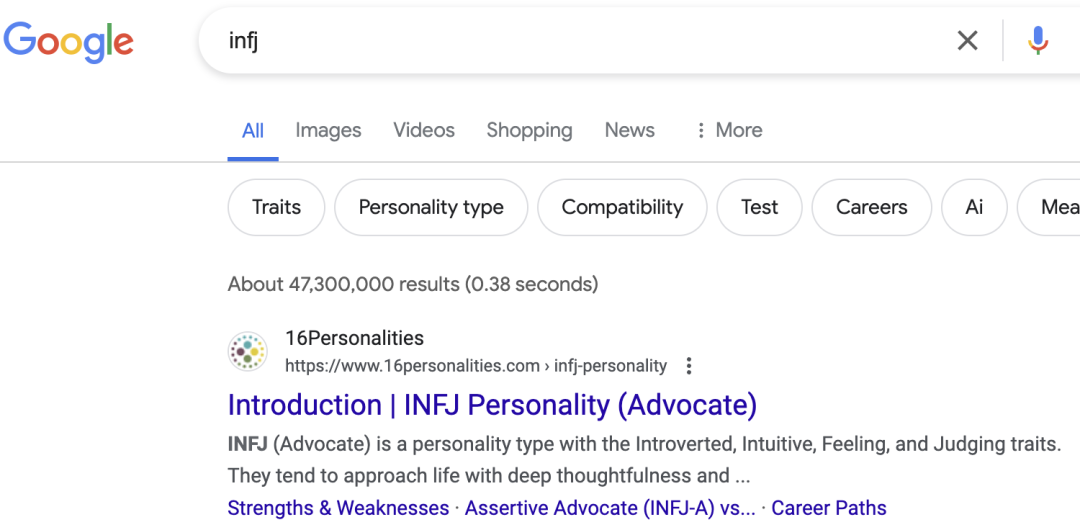 Google
infj
All Images Videos Shopping News More
Traits Personality type Compatibility Test Careers Ai Mea
About 47,300,000 results (0.38 seconds)
16Personalities
https://www.16personalities.com › infj-personality
Introduction | INFJ Personality (Advocate)
INFJ (Advocate) is a personality type with the Introverted, Intuitive, Feeling, and Judging traits.
They tend to approach life with deep thoughtfulness and ...
Strengths & Weaknesses · Assertive Advocate (INFJ-A) vs... · Career Paths